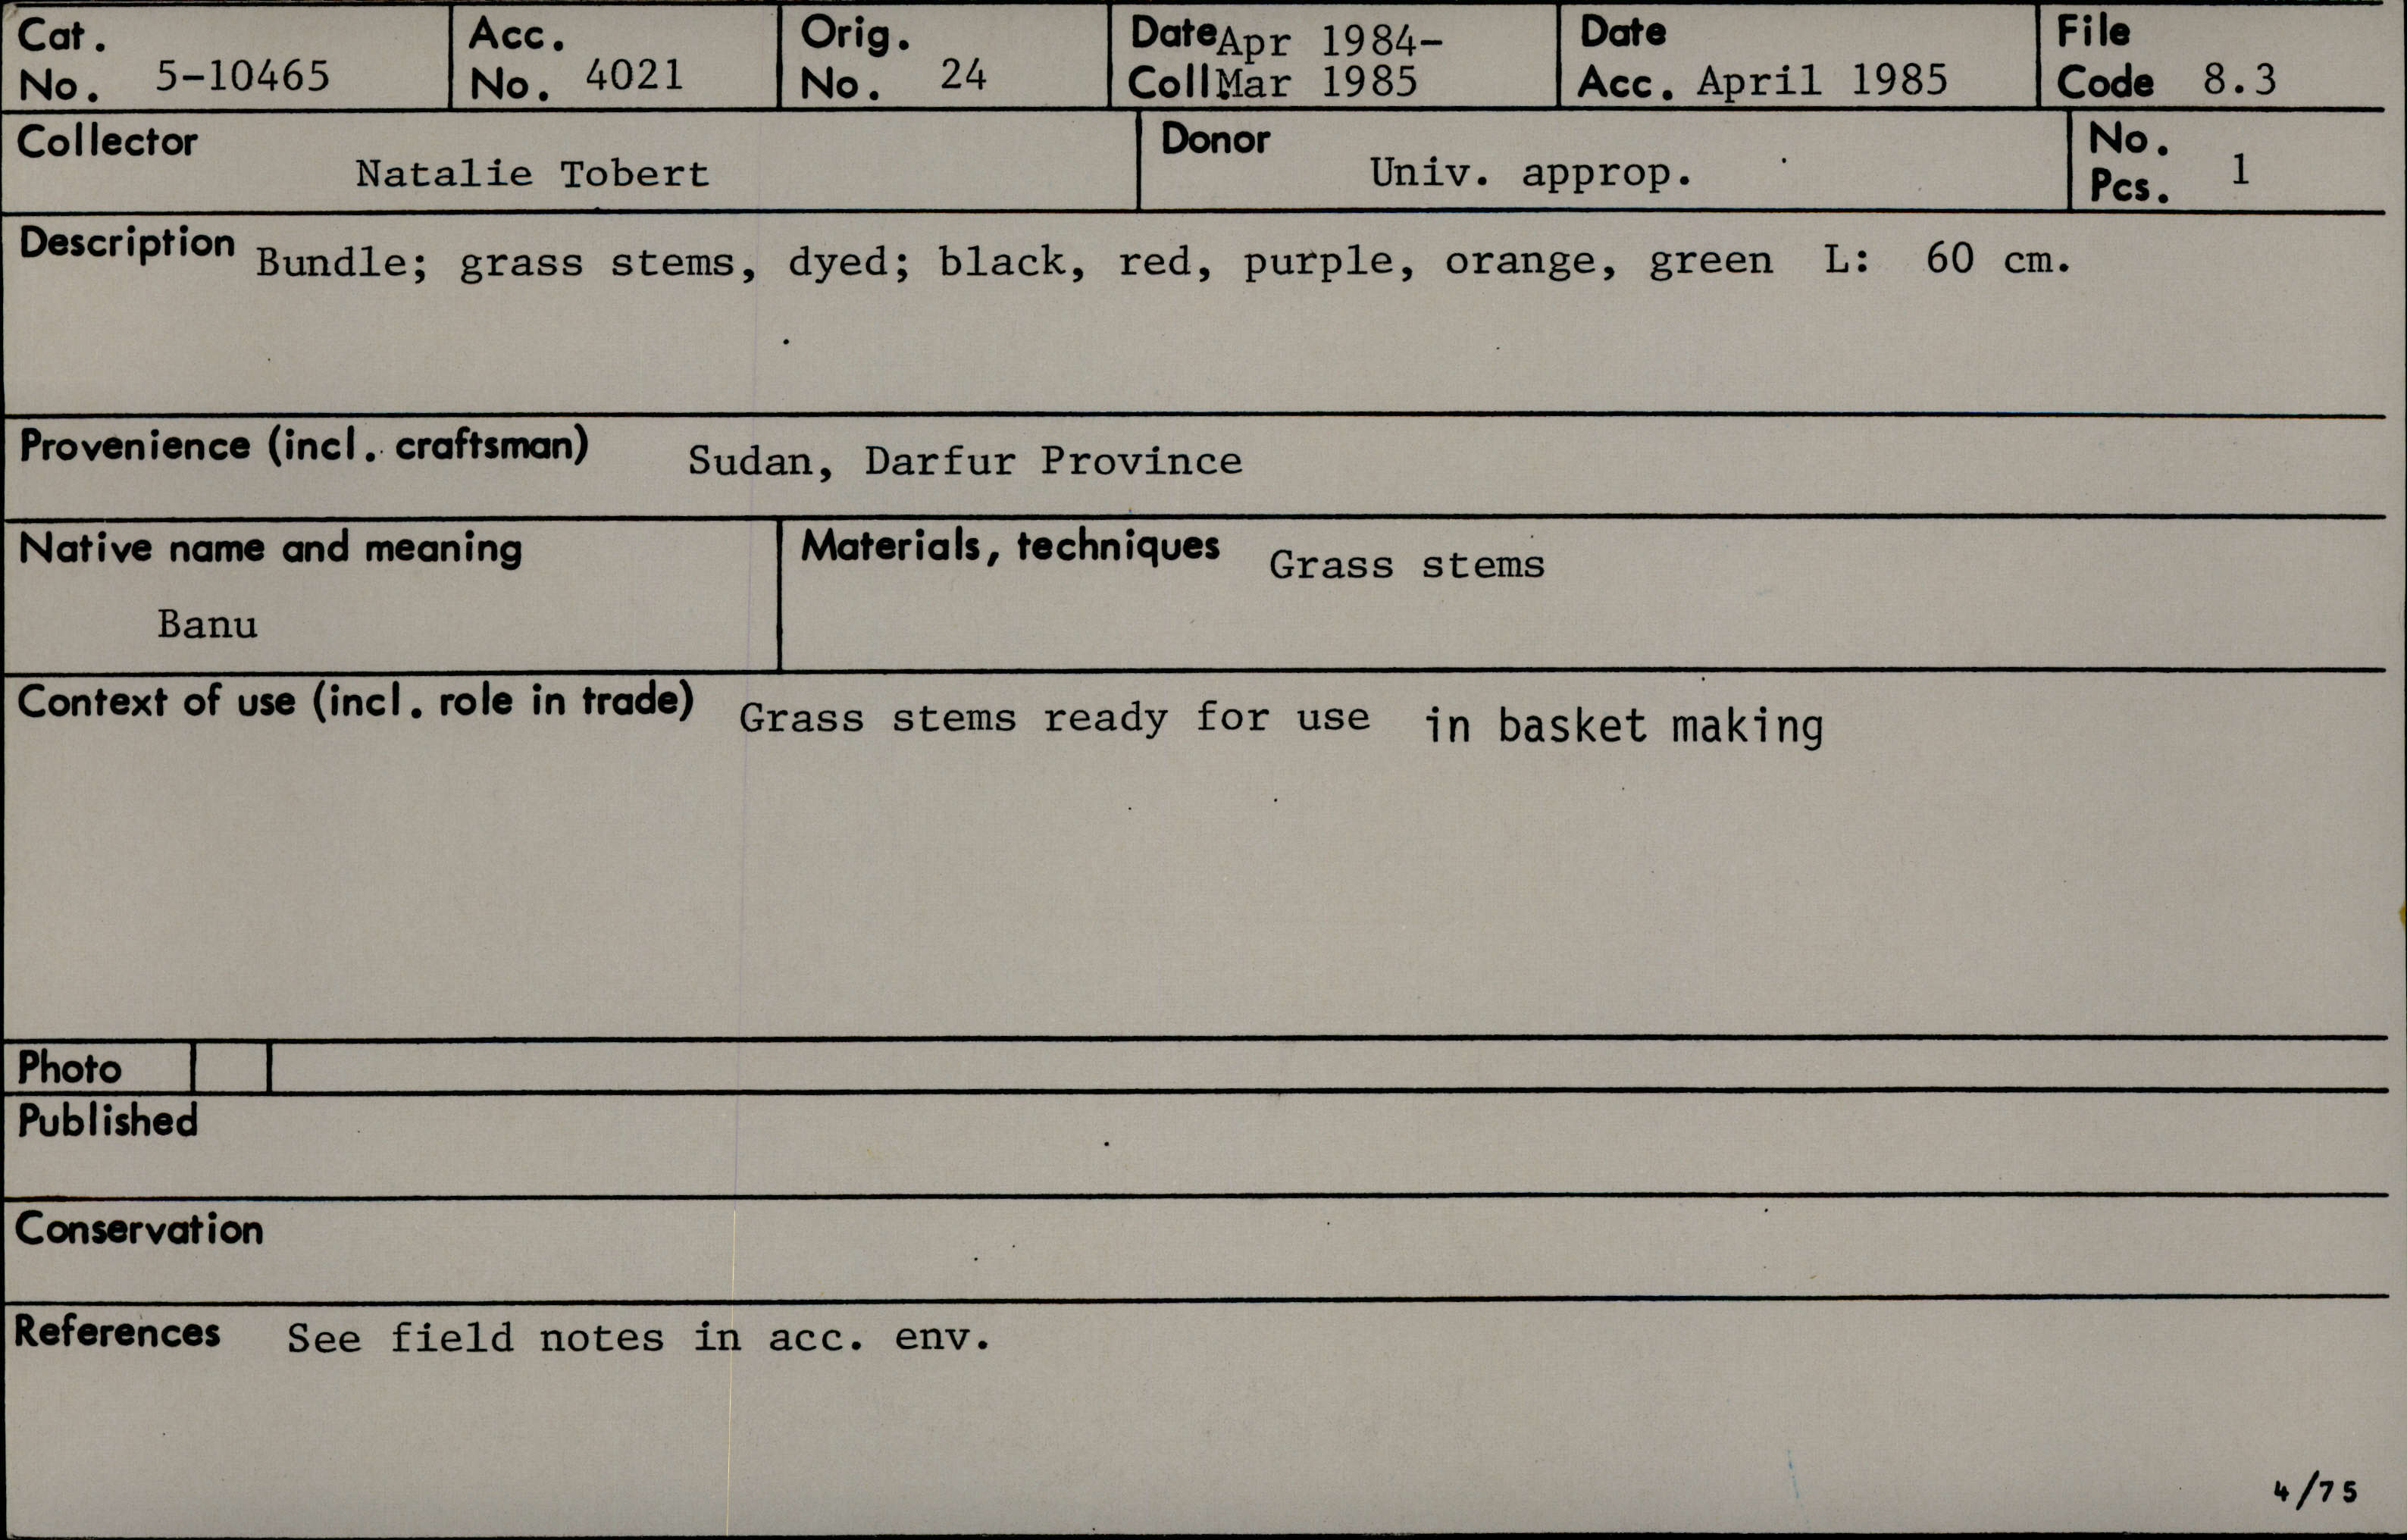 Cat. No. 5-10465
Acc. No. 4021
Orig. No. 24
Date Coll. Apr 1984- Mar 1985
Date Acc. April 1985
File Code 8.3
Collector Natalie Tobert
Donor Univ. approp.
No. Pcs. 1
Description Bundle; grass stems, dyed; black, red, purple, orange, green L: 60 cm.
Provenience (incl. craftsman) Sudan, Darfur Province
Native name and meaning
Banu
Materials, techniques Grass stems
Context of use (incl. role in trade) Grass stems ready for use in basket making
Photo
Published
Conservation
References See field notes in acc. env.
4/75